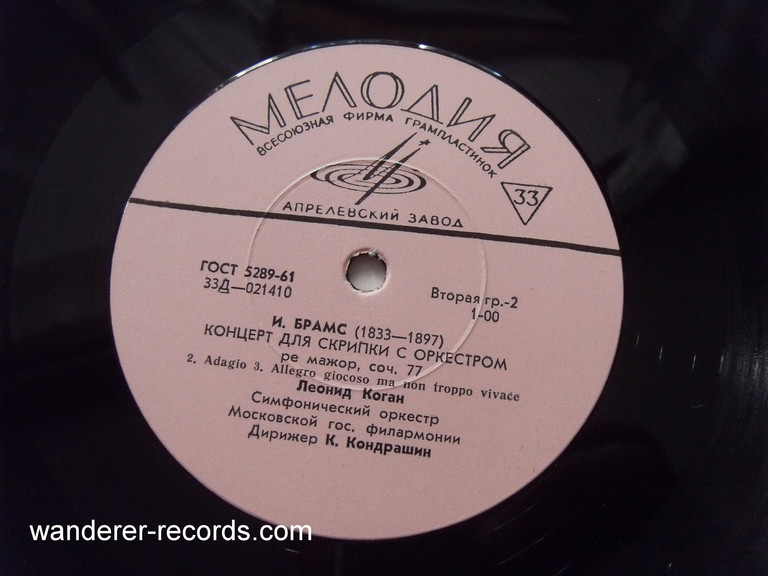 МЕЛОДИЯ
ВСЕСОЮЗНАЯ ФИРМА ГРАМПЛАСТИНОК
33
АПРЕЛЕВСКИЙ ЗАВОД
ГОСТ 5289-61
33Д—021410
Вторая гр.-2
1-00
И. БРАМС (1833—1897)
КОНЦЕРТ ДЛЯ СКРИПКИ С ОРКЕСТРОМ
ре мажор, соч. 77
2. Adagio 3. Allegro giocoso ma non troppo vivace
Леонид Коган
Симфонический оркестр
Московской гос. филармонии
Дирижер К. Кондрашин
wanderer-records.com